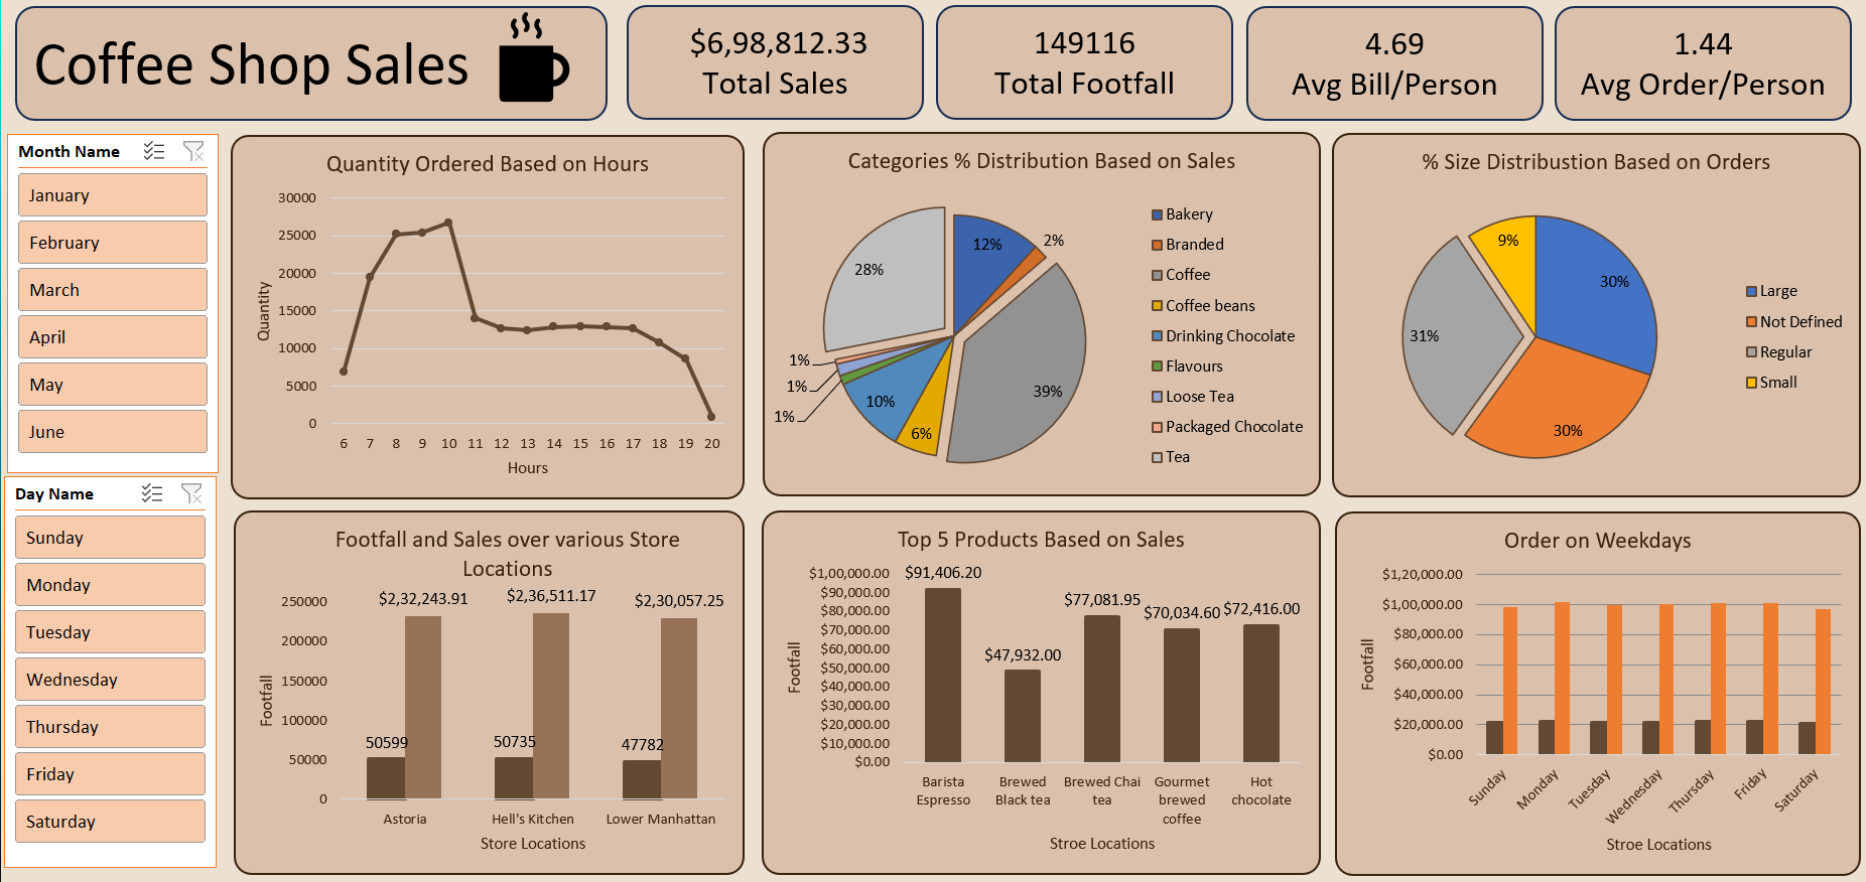 Coffee Shop Sales
$6,98,812.33
Total Sales
149116
Total Footfall
4.69
Avg Bill/Person
1.44
Avg Order/Person
Month Name
January
February
March
April
May
June
Day Name
Sunday
Monday
Tuesday
Wednesday
Thursday
Friday
Saturday
Quantity Ordered Based on Hours
30000
25000
20000
15000
10000
5000
0
Quantity
6 7 8 9 10 11 12 13 14 15 16 17 18 19 20
Hours
Categories % Distribution Based on Sales
12%
2%
28%
39%
1%
1%
1%
10%
6%
Bakery
Branded
Coffee
Coffee beans
Drinking Chocolate
Flavours
Loose Tea
Packaged Chocolate
Tea
% Size Distribustion Based on Orders
9%
30%
31%
30%
Large
Not Defined
Regular
Small
Footfall and Sales over various Store
Locations
250000
200000
150000
100000
50000
0
Footfall
$2,32,243.91
$2,36,511.17
$2,30,057.25
50599
50735
47782
Astoria
Hell's Kitchen
Lower Manhattan
Store Locations
Top 5 Products Based on Sales
$1,00,000.00
$90,000.00
$80,000.00
$70,000.00
$60,000.00
$50,000.00
$40,000.00
$30,000.00
$20,000.00
$10,000.00
$0.00
Footfall
$91,406.20
$47,932.00
$77,081.95
$70,034.60
$72,416.00
Barista
Espresso
Brewed
Black tea
Brewed Chai
tea
Gourmet
brewed
coffee
Hot
chocolate
Stroe Locations
Order on Weekdays
$1,20,000.00
$1,00,000.00
$80,000.00
$60,000.00
$40,000.00
$20,000.00
$0.00
Footfall
Sunday
Monday
Tuesday
Wednesday
Thursday
Friday
Saturday
Stroe Locations